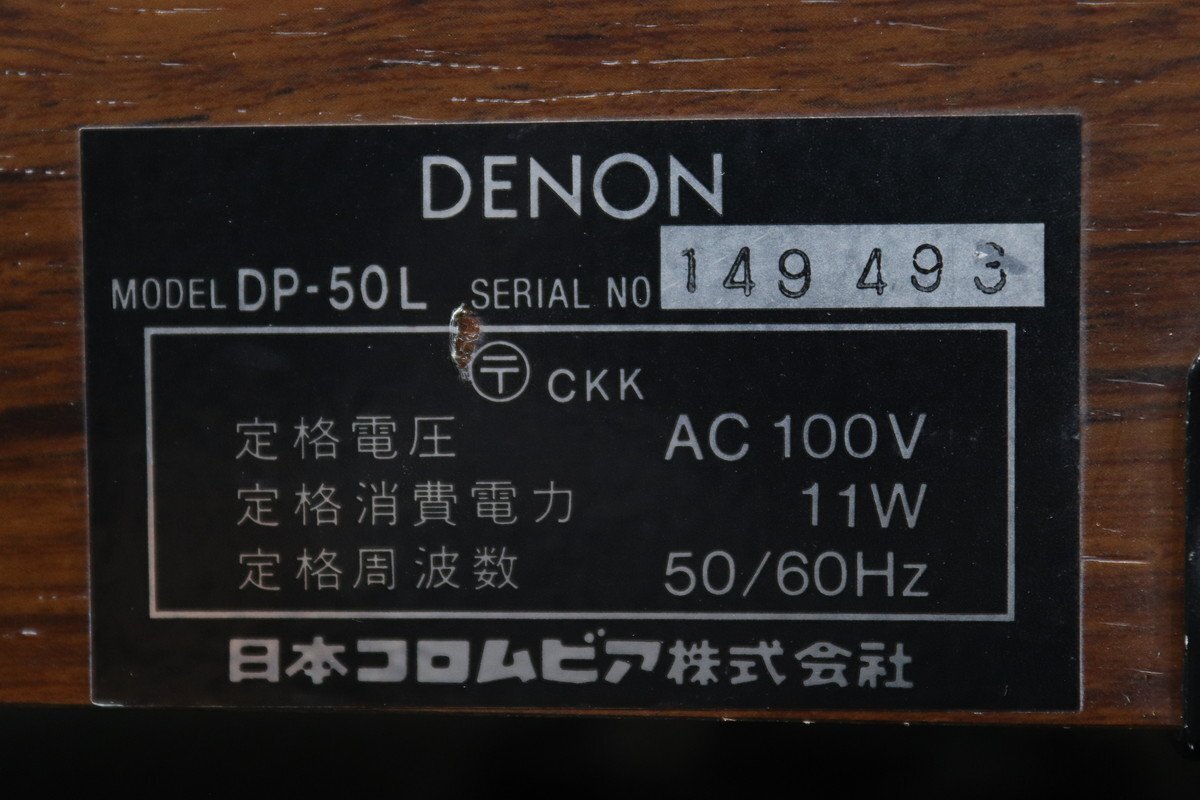 DENON
MODEL DP-50L SERIAL NO 149493
〒 CKK
定格電圧 AC 100V
定格消費電力 11W
定格周波数 50/60Hz
日本コロムビア株式会社